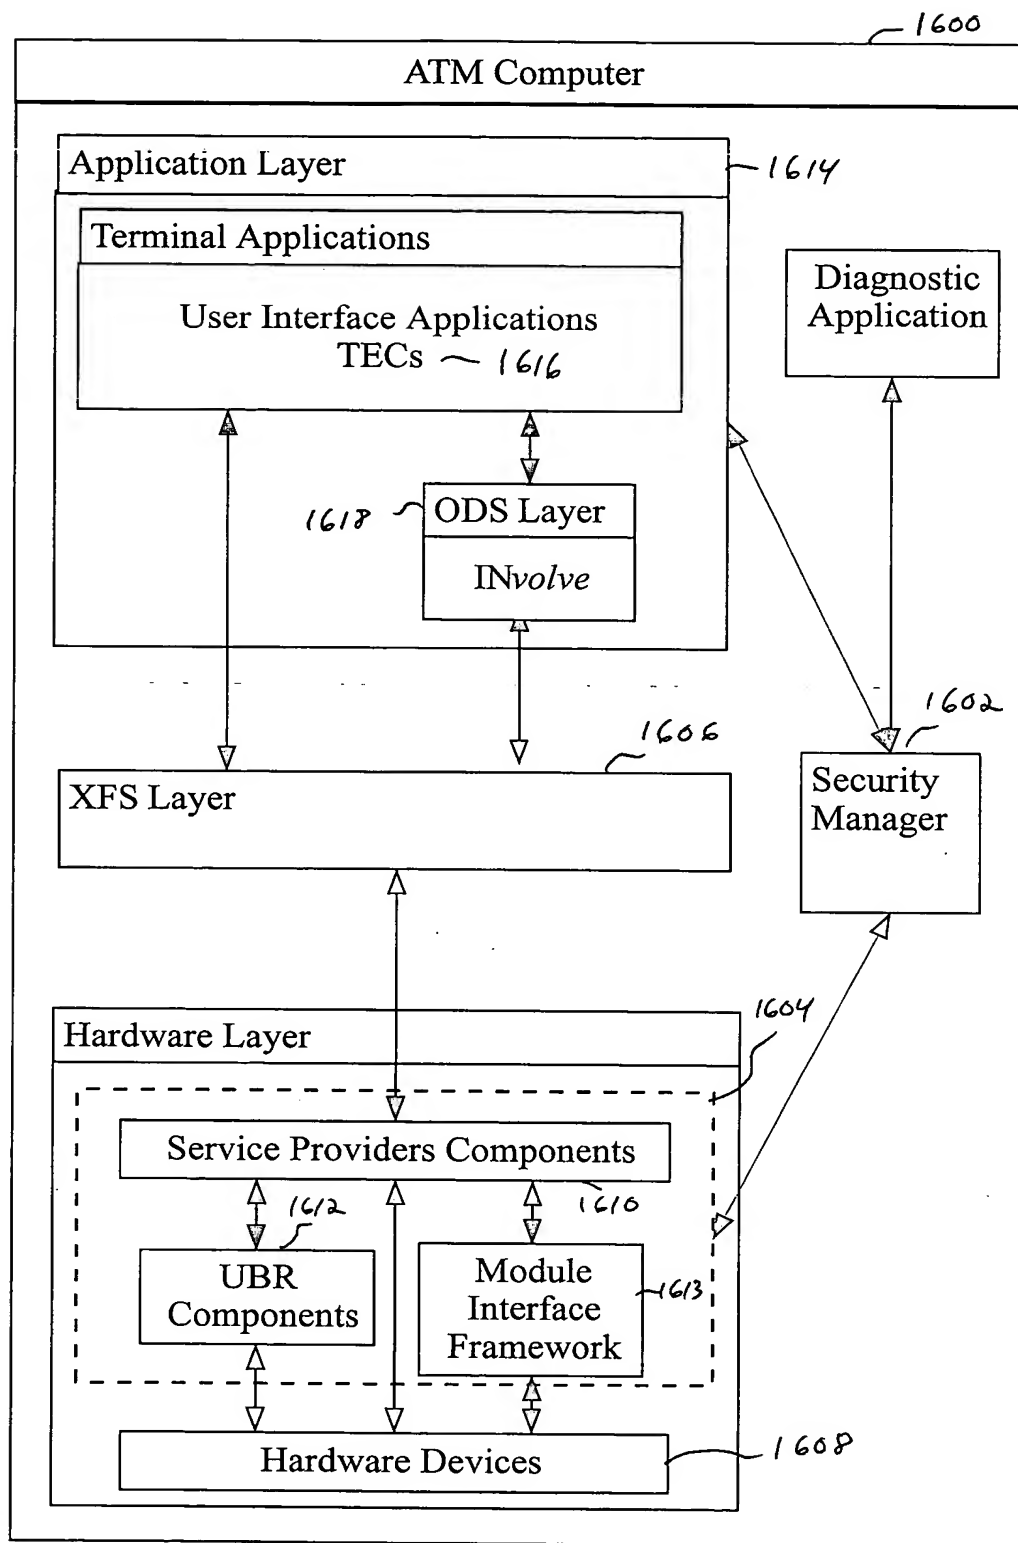 1600
ATM Computer
Application Layer
1614
Terminal Applications
User Interface Applications
TECs 1616
Diagnostic
Application
1618
ODS Layer
INvolve
1602
1606
XFS Layer
Security
Manager
1604
Hardware Layer
Service Providers Components
1610
1612
UBR
Components
Module
Interface
Framework
1613
Hardware Devices
1608